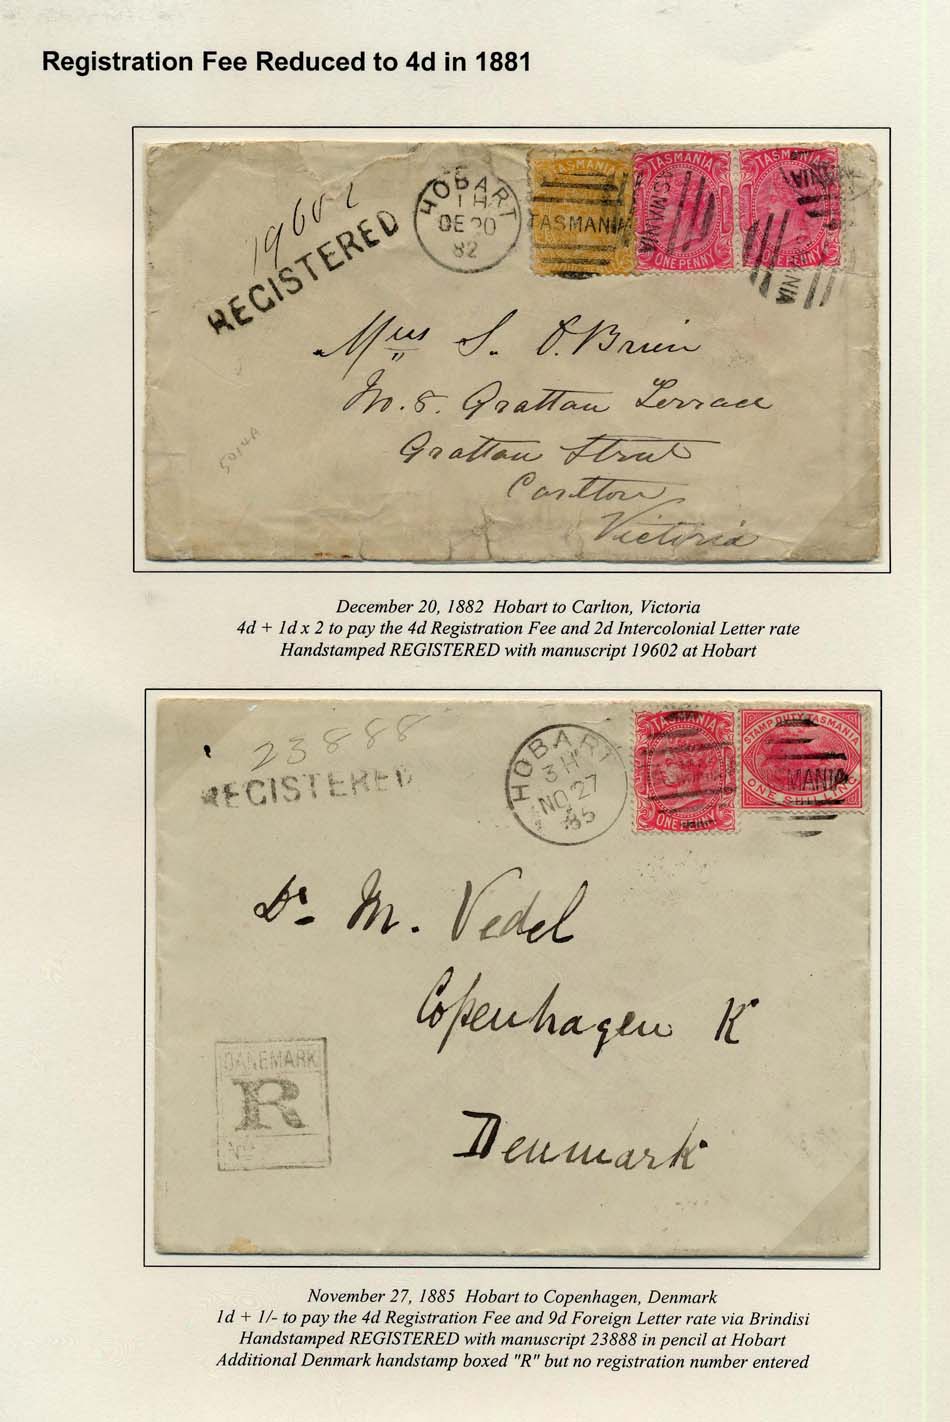 Registration Fee Reduced to 4d in 1881
19602
REGISTERED
HOBART
1 H
DE 20
82
TASMANIA
TASMANIA
TASMANIA
ONE PENNY
TASMANIA
TASMANIA
ONE PENNY
MANIA
Mrs S. O'Brien
No. 8. Grattan Terrace
Grattan Street
Carlton
Victoria
5014A
December 20, 1882 Hobart to Carlton, Victoria
4d + 1d x 2 to pay the 4d Registration Fee and 2d Intercolonial Letter rate
Handstamped REGISTERED with manuscript 19602 at Hobart
23888
REGISTERED
HOBART
3 H
NO 27
85
TASMANIA
ONE PENNY
STAMP DUTY TASMANIA
MANIA
ONE SHILLING
Dr. M. Vedel
Copenhagen K
Denmark
DANEMARK
R
No
November 27, 1885 Hobart to Copenhagen, Denmark
1d + 1/- to pay the 4d Registration Fee and 9d Foreign Letter rate via Brindisi
Handstamped REGISTERED with manuscript 23888 in pencil at Hobart
Additional Denmark handstamp boxed "R" but no registration number entered